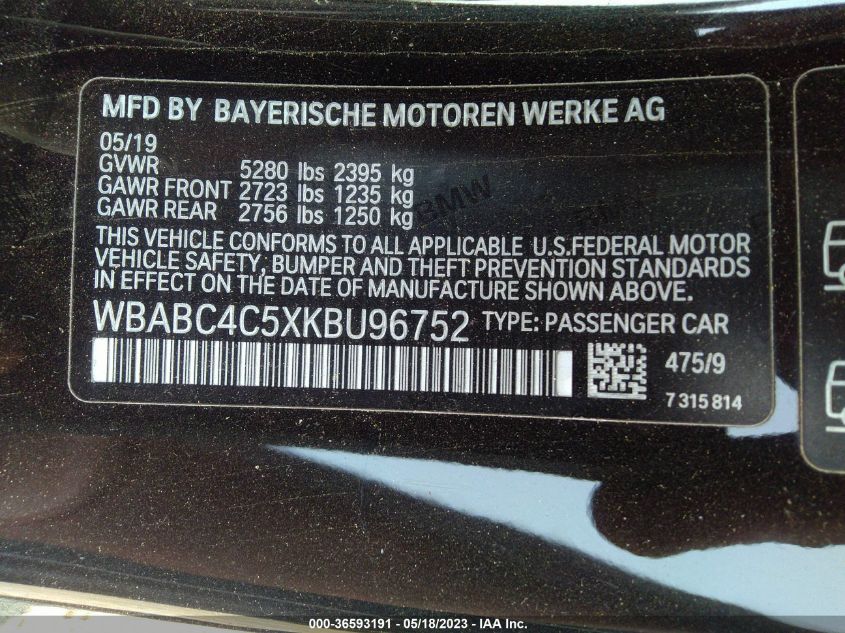 MFD BY BAYERISCHE MOTOREN WERKE AG
05/19
GVWR 5280 lbs 2395 kg
GAWR FRONT 2723 lbs 1235 kg
GAWR REAR 2756 lbs 1250 kg
BMW
THIS VEHICLE CONFORMS TO ALL APPLICABLE U.S.FEDERAL MOTOR
VEHICLE SAFETY, BUMPER AND THEFT PREVENTION STANDARDS
IN EFFECT ON THE DATE OF MANUFACTURE SHOWN ABOVE.
WBABC4C5XKBU96752 TYPE: PASSENGER CAR
475/9
7 315 814
000-36593191 / 05/18/2023 - IAA Inc.